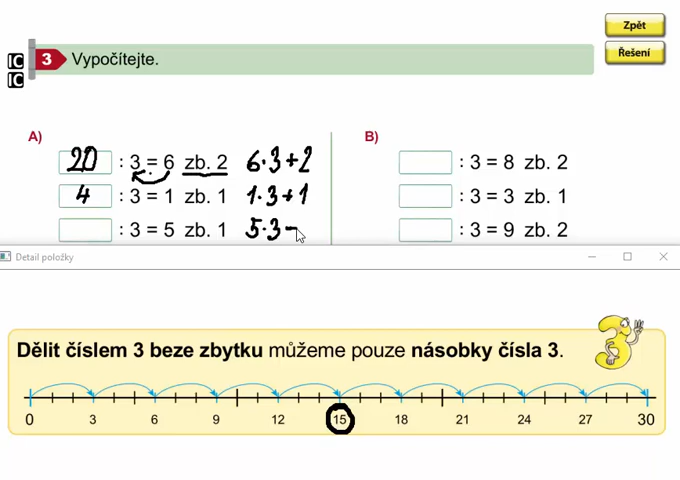 Zpět
3 Vypočítejte.
Řešení
IC
IC
A)
20 : 3 = 6 zb. 2 6·3+2
4 : 3 = 1 zb. 1 1·3+1
: 3 = 5 zb. 1 5·3-
B)
: 3 = 8 zb. 2
: 3 = 3 zb. 1
: 3 = 9 zb. 2
Detail položky
Dělit číslem 3 beze zbytku můžeme pouze násobky čísla 3.
0 3 6 9 12 15 18 21 24 27 30